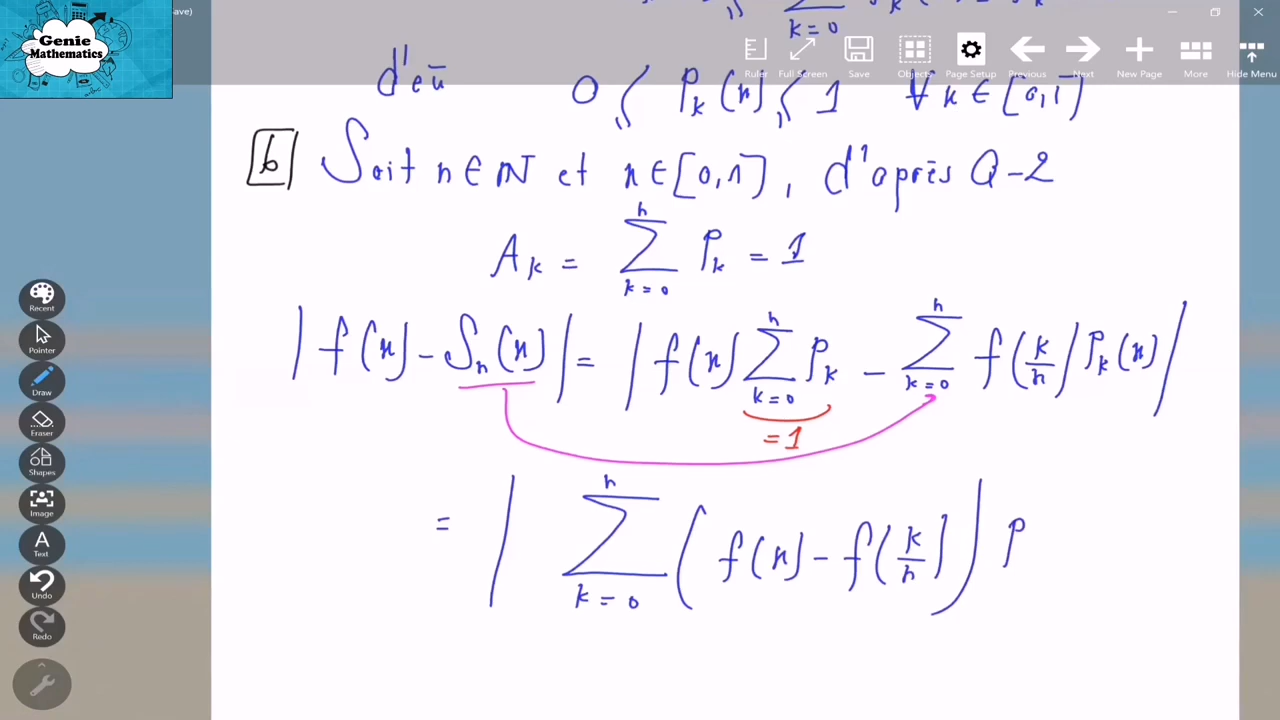 Genie
Mathematics
ave)
k=0
Ruler Full Screen Save Objects Page Setup Previous Next New Page More Hide Menu
d'où 0 ≤ P_k(x) ≤ 1 ∀x∈[0,1]
b Soit n∈ℕ et x∈[0,1], d'après Q-2
A_k = ∑_{k=0}^{n} P_k = 1
|f(x) - S_n(x)| = |f(x) ∑_{k=0}^{n} P_k - ∑_{k=0}^{n} f(k/n) P_k(x)|
=1
= | ∑_{k=0}^{n} (f(x) - f(k/n)) P
Recent
Pointer
Draw
Eraser
Shapes
Image
Text
Undo
Redo